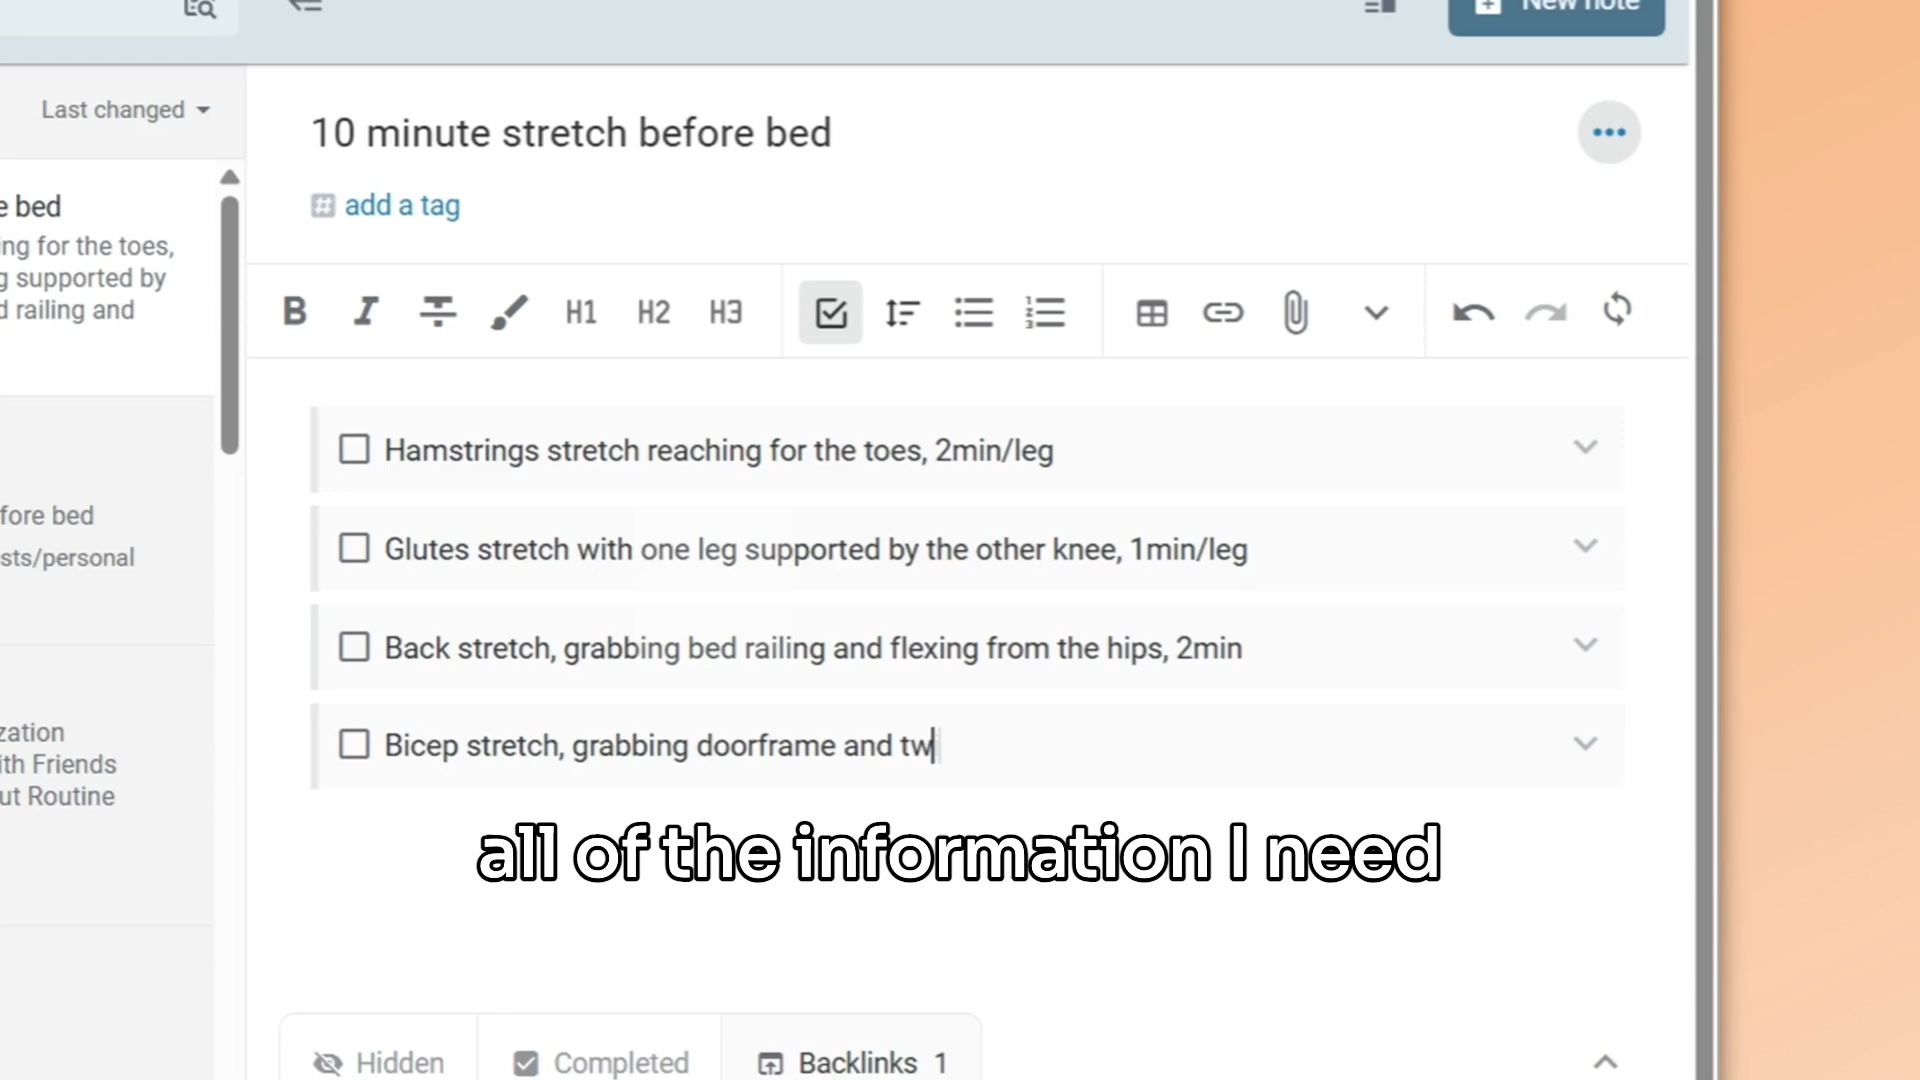 New note
Last changed
10 minute stretch before bed
add a tag
e bed
ing for the toes,
g supported by
d railing and
B I H1 H2 H3
Hamstrings stretch reaching for the toes, 2min/leg
Glutes stretch with one leg supported by the other knee, 1min/leg
fore bed
sts/personal
Back stretch, grabbing bed railing and flexing from the hips, 2min
Bicep stretch, grabbing doorframe and tw
zation
ith Friends
ut Routine
all of the information I need
Hidden
Completed
Backlinks 1